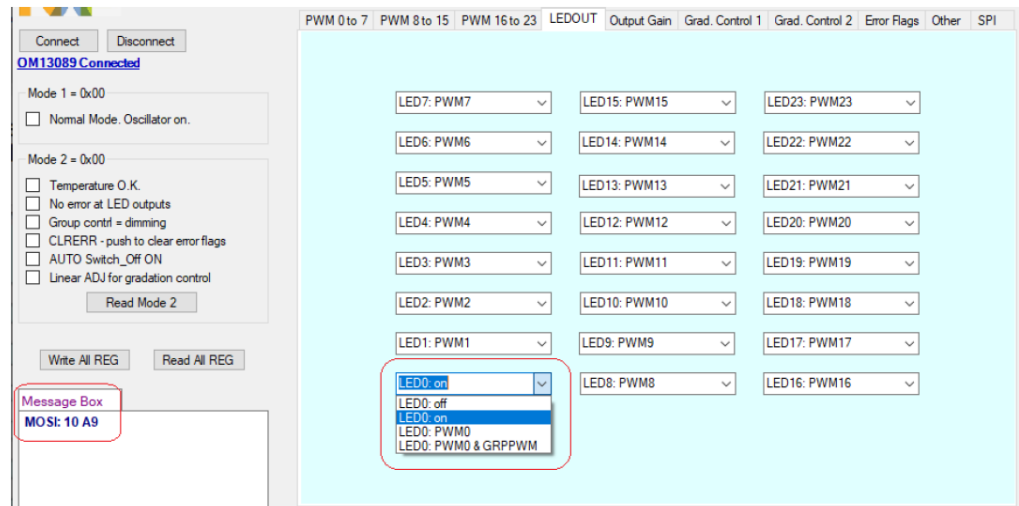 Connect Disconnect
OM13089 Connected
Mode 1 = 0x00
Normal Mode. Oscillator on.
Mode 2 = 0x00
Temperature O.K.
No error at LED outputs
Group contrl = dimming
CLRERR - push to clear error flags
AUTO Switch_Off ON
Linear ADJ for gradation control
Read Mode 2
Write All REG Read All REG
Message Box
MOSI: 10 A9
PWM 0 to 7 PWM 8 to 15 PWM 16 to 23 LEDOUT Output Gain Grad. Control 1 Grad. Control 2 Error Flags Other SPI
LED7: PWM7 LED15: PWM15 LED23: PWM23
LED6: PWM6 LED14: PWM14 LED22: PWM22
LED5: PWM5 LED13: PWM13 LED21: PWM21
LED4: PWM4 LED12: PWM12 LED20: PWM20
LED3: PWM3 LED11: PWM11 LED19: PWM19
LED2: PWM2 LED10: PWM10 LED18: PWM18
LED1: PWM1 LED9: PWM9 LED17: PWM17
LED0: on LED8: PWM8 LED16: PWM16
LED0: off
LED0: on
LED0: PWM0
LED0: PWM0 & GRPPWM